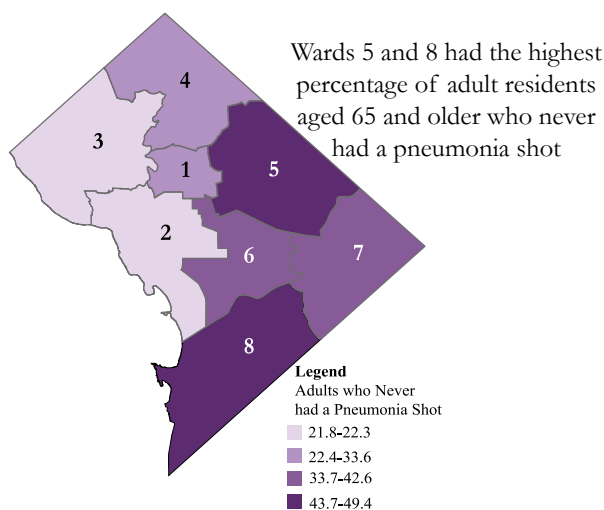 Wards 5 and 8 had the highest
percentage of adult residents
aged 65 and older who never
had a pneumonia shot
4
3
1
5
2
6
7
8
Legend
Adults who Never
had a Pneumonia Shot
21.8-22.3
22.4-33.6
33.7-42.6
43.7-49.4